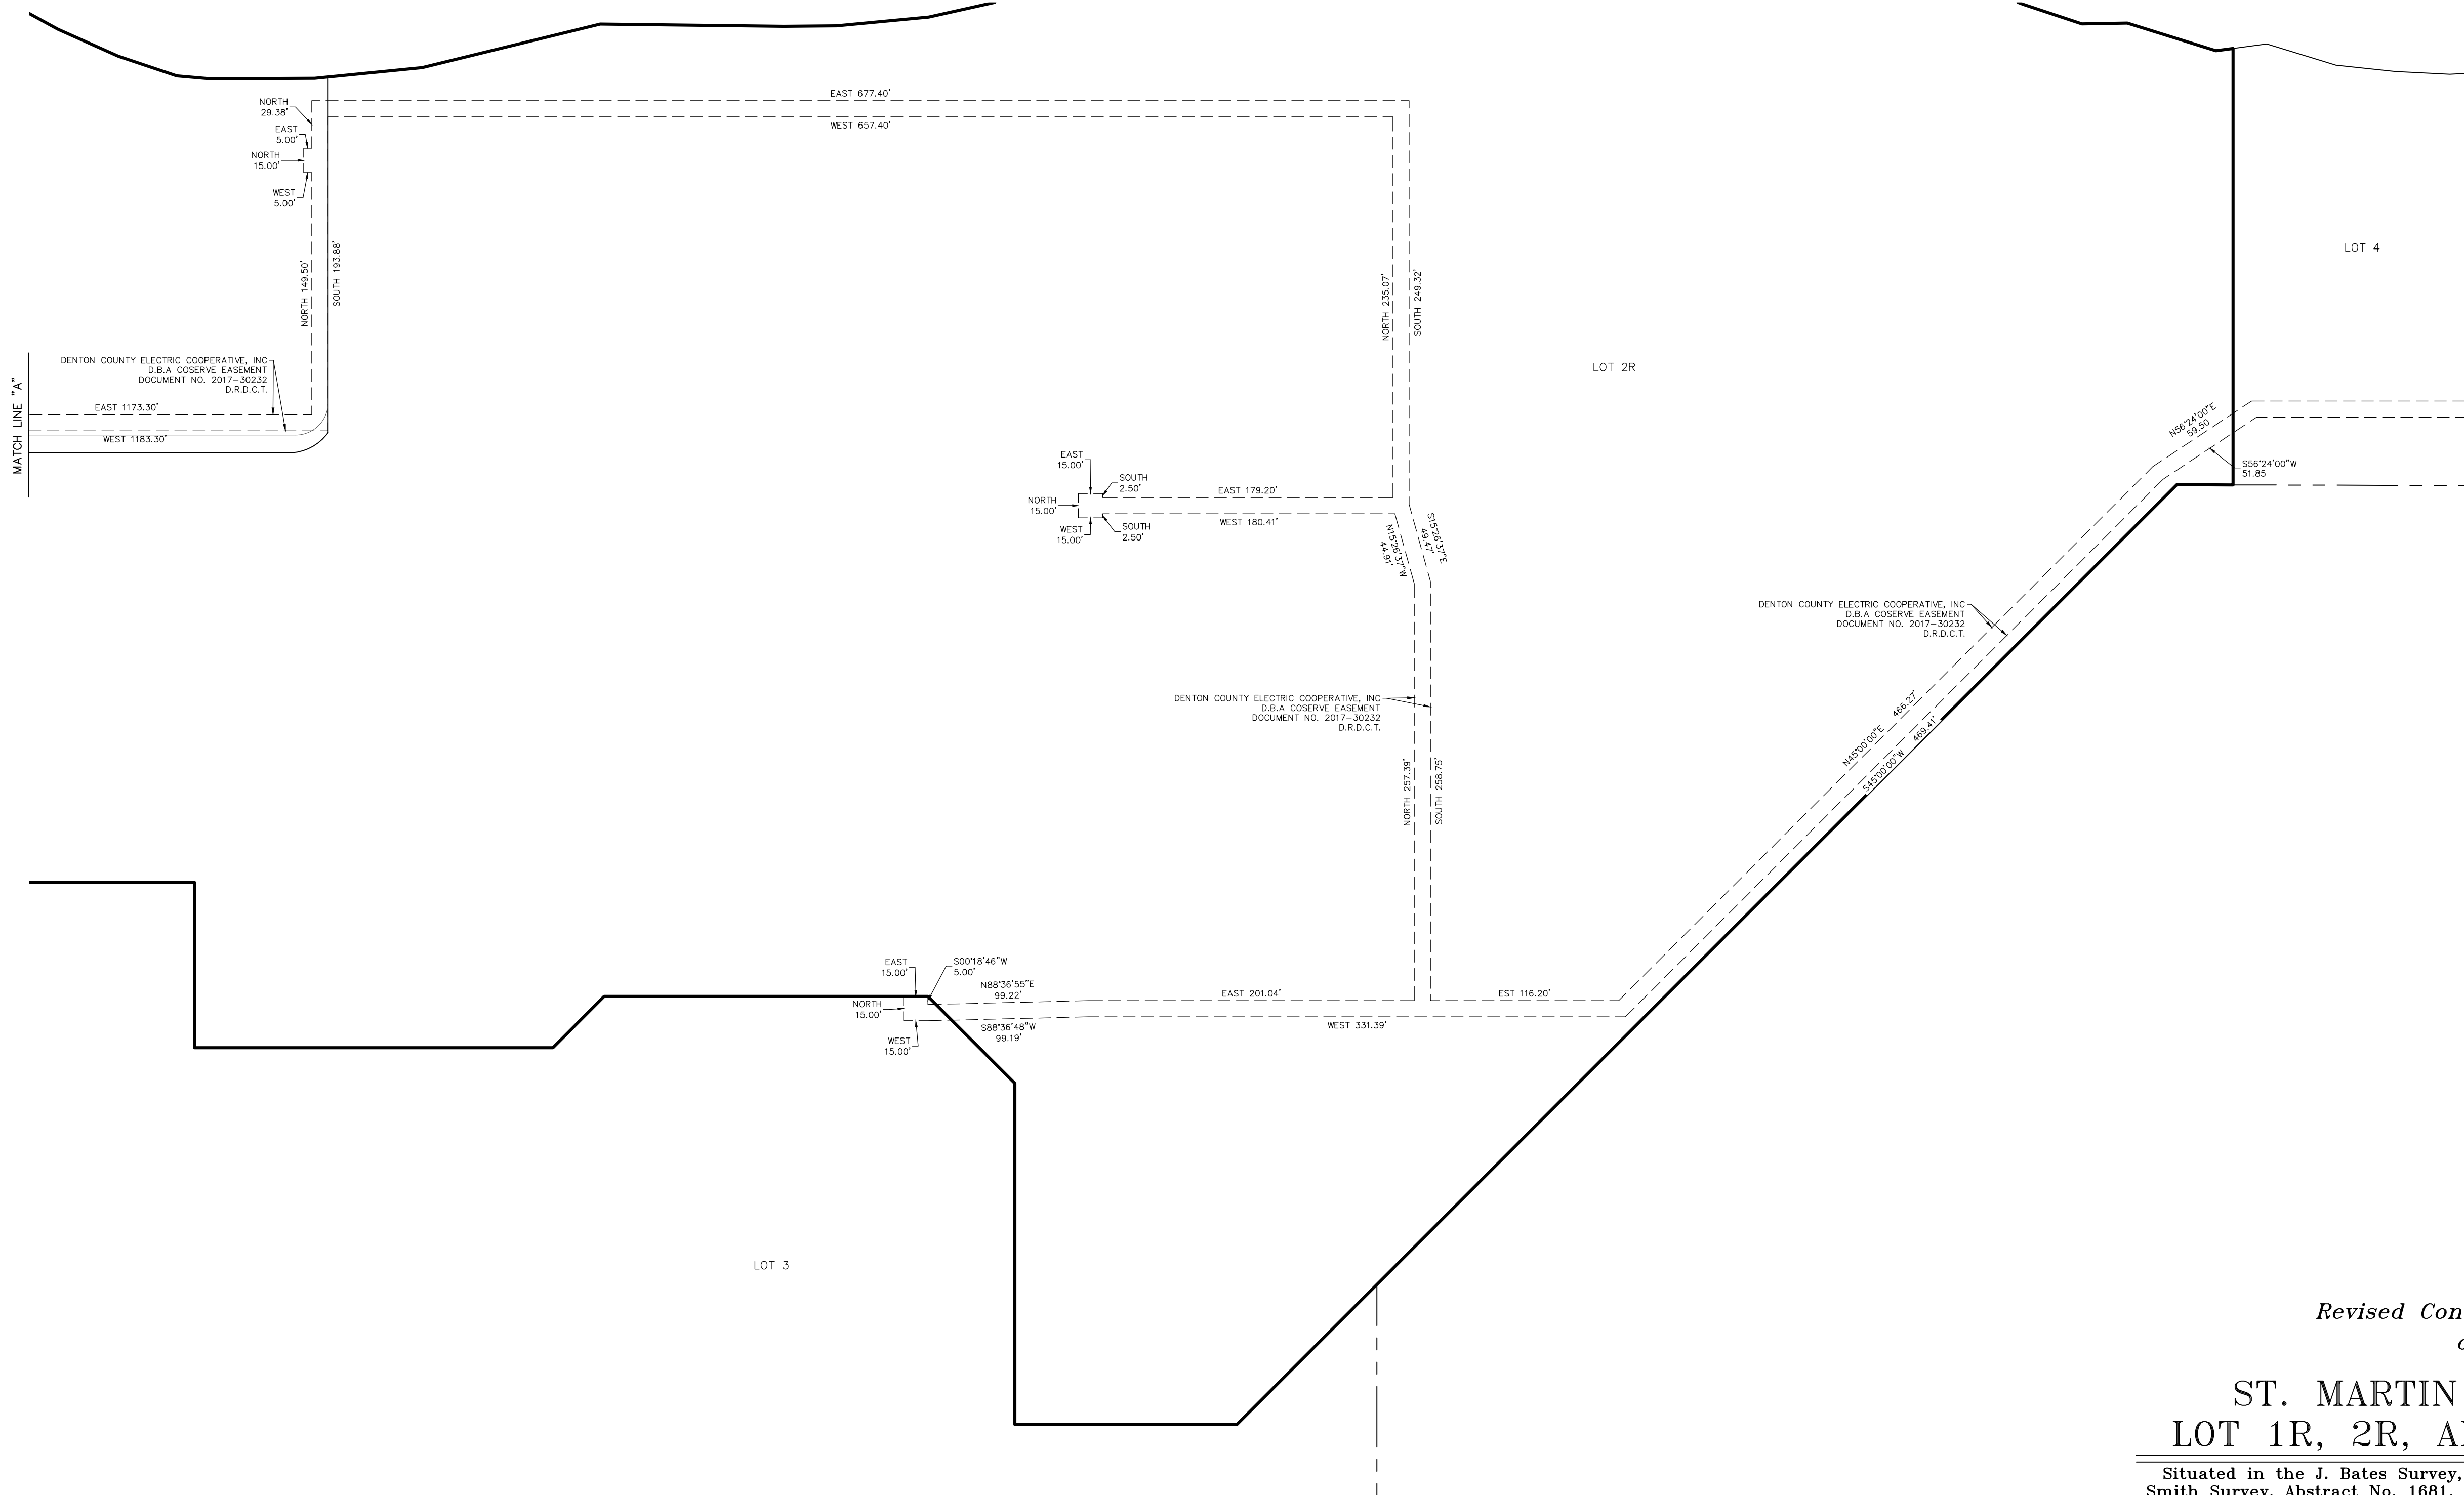 NORTH
29.38'
EAST
5.00'
NORTH
15.00'
WEST
5.00'
EAST 677.40'
WEST 657.40'
NORTH 149.50'
SOUTH 193.88'
DENTON COUNTY ELECTRIC COOPERATIVE, INC
D.B.A COSERVE EASEMENT
DOCUMENT NO. 2017-30232
D.R.D.C.T.
MATCH LINE "A"
EAST 1173.30'
WEST 1183.30'
NORTH 235.07'
SOUTH 249.32'
LOT 2R
LOT 4
EAST
15.00'
SOUTH
2.50'
NORTH
15.00'
WEST
15.00'
SOUTH
2.50'
EAST 179.20'
WEST 180.41'
N15°26'37"W
44.91'
S15°26'37"E
49.47'
N56°24'00"E
59.50
S56°24'00"W
51.85
DENTON COUNTY ELECTRIC COOPERATIVE, INC
D.B.A COSERVE EASEMENT
DOCUMENT NO. 2017-30232
D.R.D.C.T.
DENTON COUNTY ELECTRIC COOPERATIVE, INC
D.B.A COSERVE EASEMENT
DOCUMENT NO. 2017-30232
D.R.D.C.T.
N45°00'00"E 466.27'
S45°00'00"W 469.41'
NORTH 257.39'
SOUTH 258.75'
EAST
15.00'
S00°18'46"W
5.00'
N88°36'55"E
99.22'
NORTH
15.00'
WEST
15.00'
S88°36'48"W
99.19'
EAST 201.04'
EST 116.20'
WEST 331.39'
LOT 3
Revised Con
ST. MARTIN
LOT 1R, 2R, A
Situated in the J. Bates Survey,
Smith Survey, Abstract No. 1681,